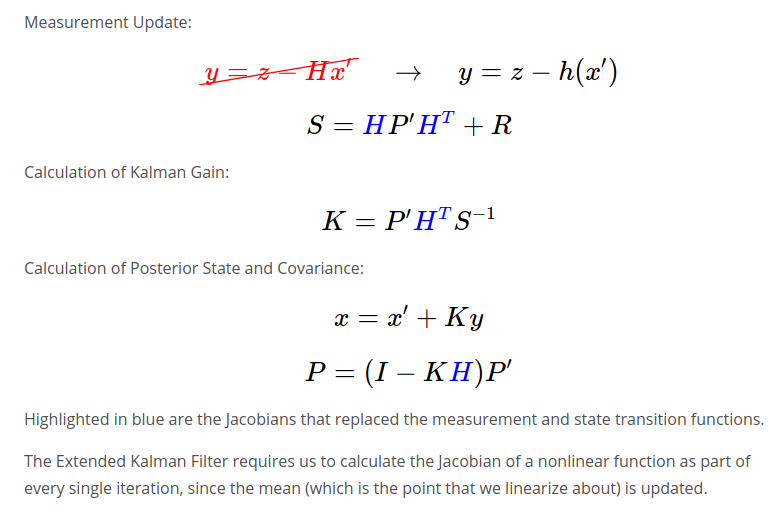 Measurement Update:
y = z − Hx′ → y = z − h(x′)
S = HP′Hᵀ + R
Calculation of Kalman Gain:
K = P′HᵀS⁻¹
Calculation of Posterior State and Covariance:
x = x′ + Ky
P = (I − KH)P′
Highlighted in blue are the Jacobians that replaced the measurement and state transition functions.
The Extended Kalman Filter requires us to calculate the Jacobian of a nonlinear function as part of
every single iteration, since the mean (which is the point that we linearize about) is updated.